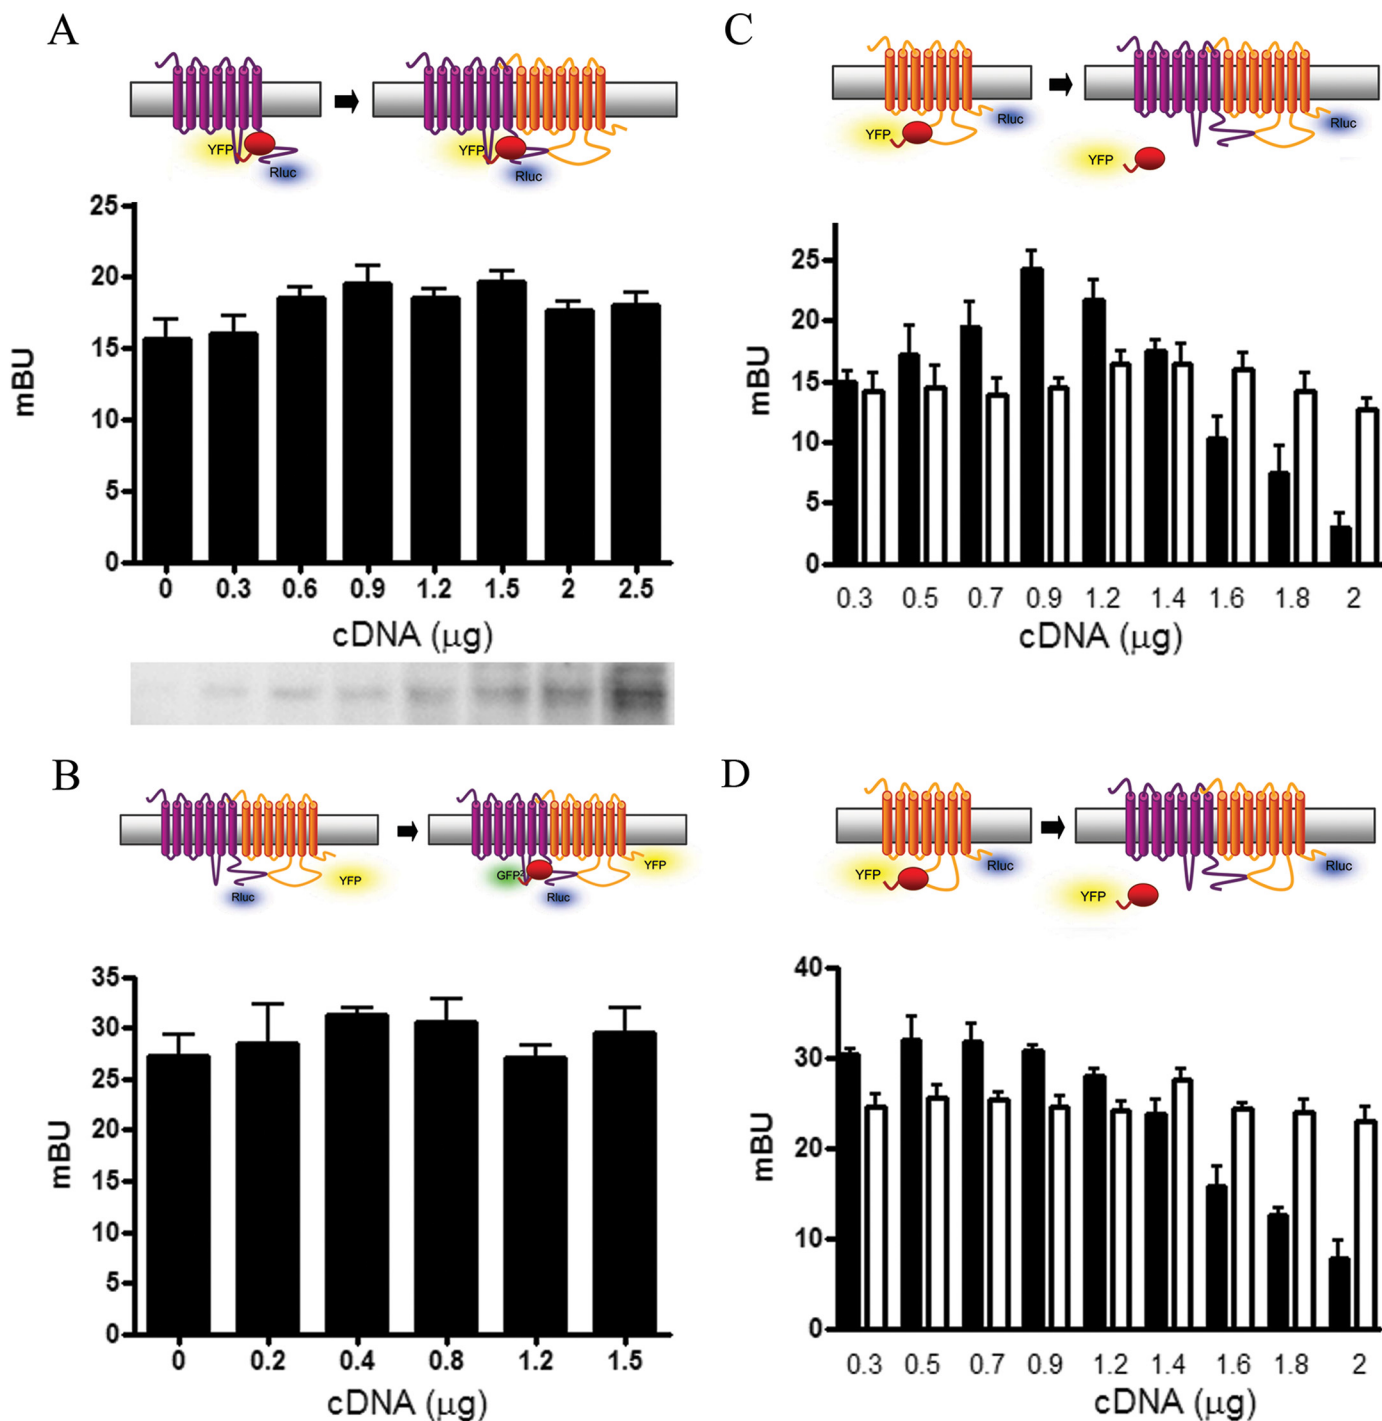 A
YFP
Rluc
YFP
Rluc
25
20
15
10
5
0
mBU
0 0.3 0.6 0.9 1.2 1.5 2 2.5
cDNA (μg)
B
Rluc
YFP
GFP²
Rluc
YFP
35
30
25
20
15
10
5
0
mBU
0 0.2 0.4 0.8 1.2 1.5
cDNA (μg)
C
YFP
Rluc
YFP
Rluc
25
20
15
10
5
0
mBU
0.3 0.5 0.7 0.9 1.2 1.4 1.6 1.8 2
cDNA (μg)
D
YFP
Rluc
YFP
Rluc
40
30
20
10
0
mBU
0.3 0.5 0.7 0.9 1.2 1.4 1.6 1.8 2
cDNA (μg)